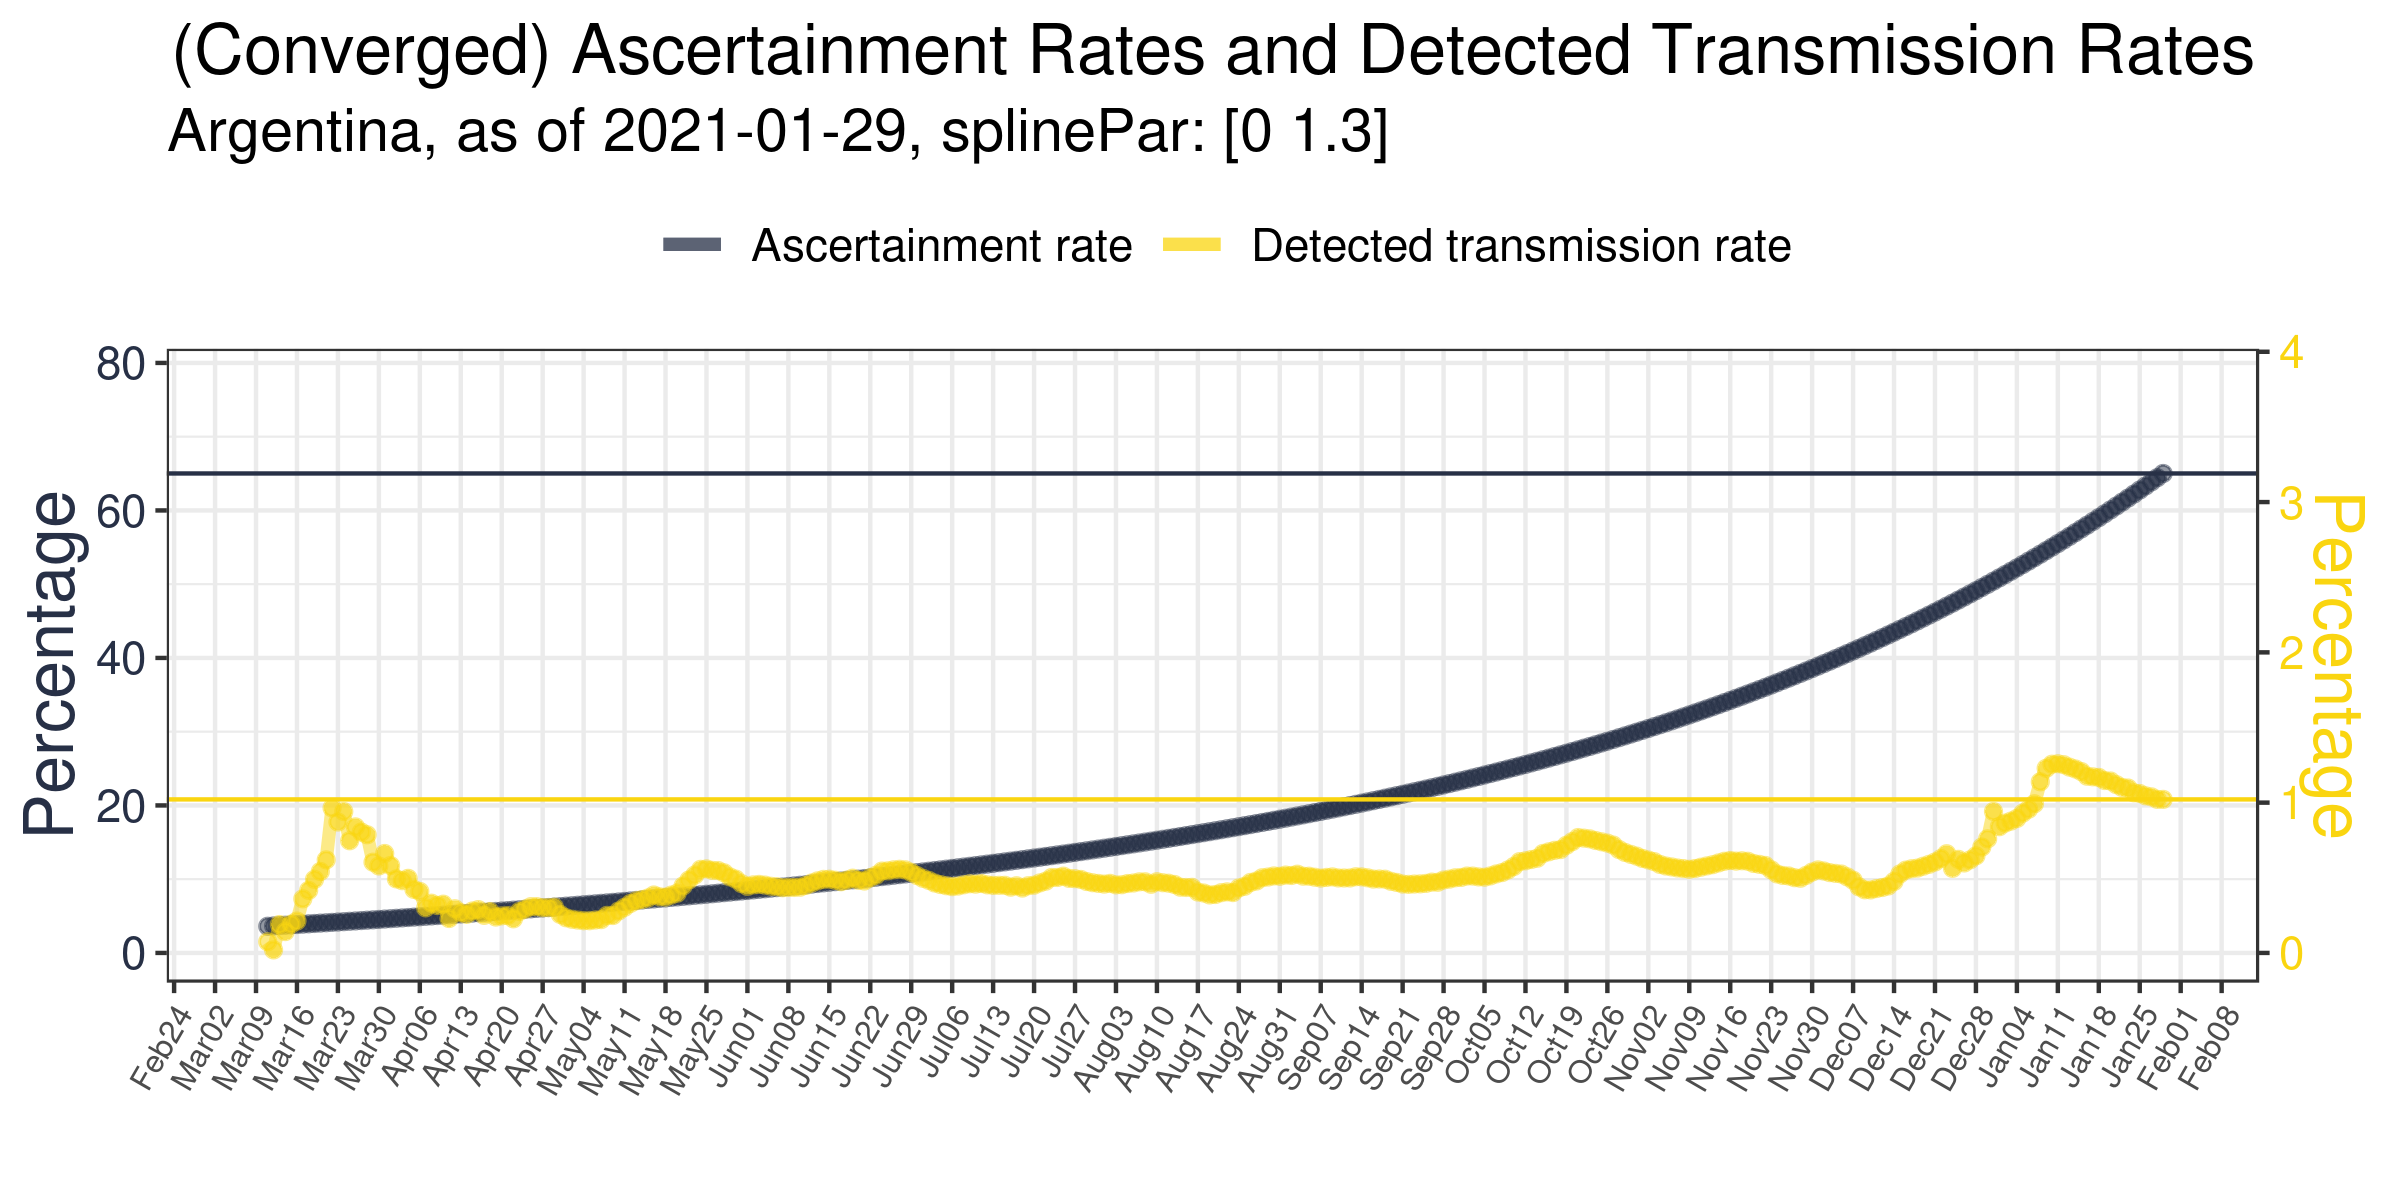 (Converged) Ascertainment Rates and Detected Transmission Rates
Argentina, as of 2021-01-29, splinePar: [0 1.3]
Ascertainment rate
Detected transmission rate
Percentage
80
60
40
20
0
4
3
2
1
0
Percentage
Feb24
Mar02
Mar09
Mar16
Mar23
Mar30
Apr06
Apr13
Apr20
Apr27
May04
May11
May18
May25
Jun01
Jun08
Jun15
Jun22
Jun29
Jul06
Jul13
Jul20
Jul27
Aug03
Aug10
Aug17
Aug24
Aug31
Sep07
Sep14
Sep21
Sep28
Oct05
Oct12
Oct19
Oct26
Nov02
Nov09
Nov16
Nov23
Nov30
Dec07
Dec14
Dec21
Dec28
Jan04
Jan11
Jan18
Jan25
Feb01
Feb08